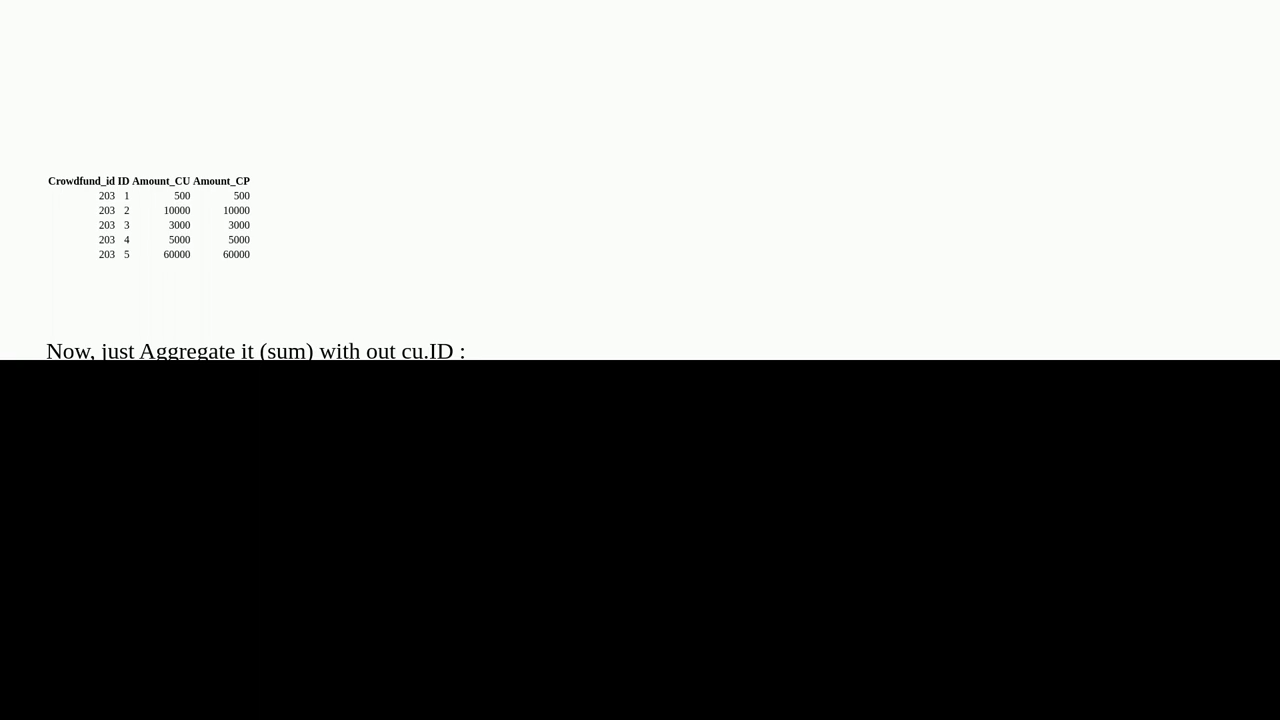 Crowdfund_id ID Amount_CU Amount_CP
203 1 500 500
203 2 10000 10000
203 3 3000 3000
203 4 5000 5000
203 5 60000 60000
Now, just Aggregate it (sum) with out cu.ID :